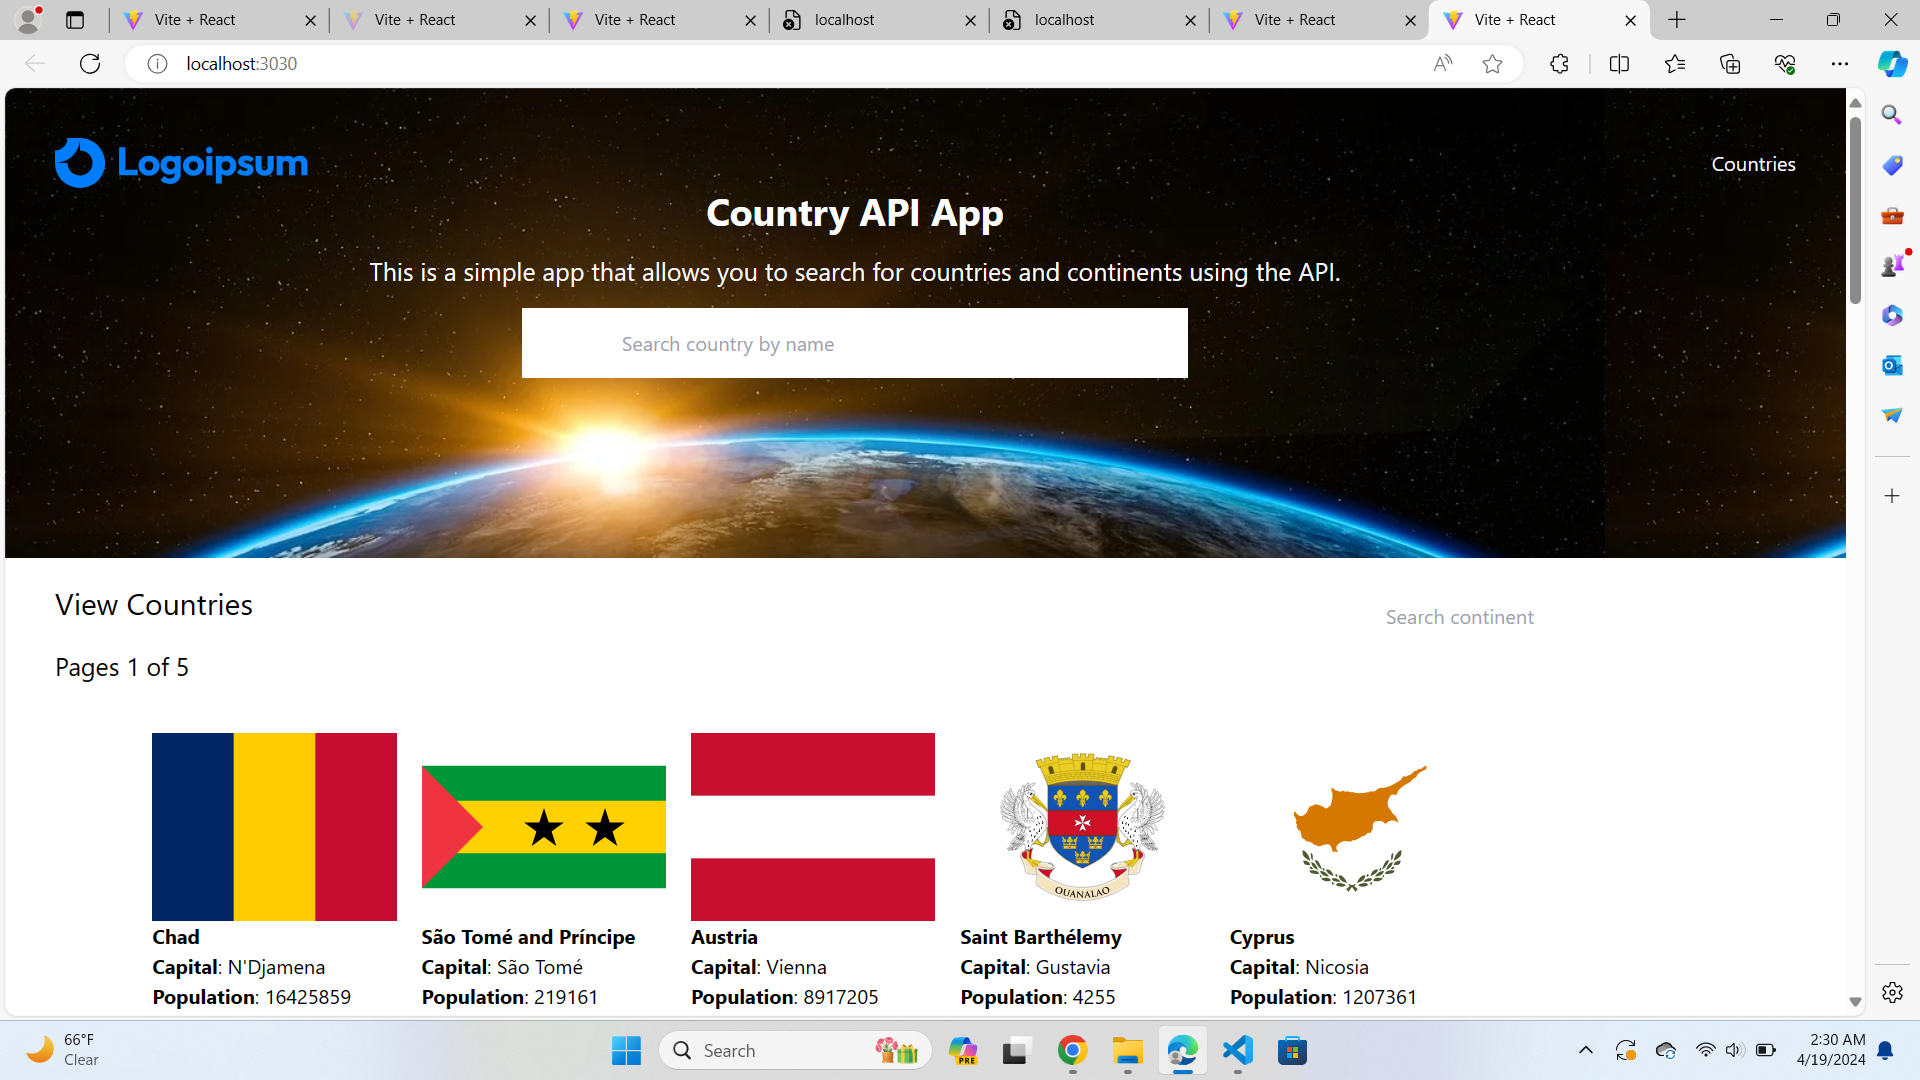 Vite + React
Vite + React
Vite + React
localhost
localhost
Vite + React
Vite + React
localhost:3030
Logoipsum
Countries
Country API App
This is a simple app that allows you to search for countries and continents using the API.
Search country by name
View Countries
Search continent
Pages 1 of 5
OUANALAO
Chad
Capital: N'Djamena
Population: 16425859
São Tomé and Príncipe
Capital: São Tomé
Population: 219161
Austria
Capital: Vienna
Population: 8917205
Saint Barthélemy
Capital: Gustavia
Population: 4255
Cyprus
Capital: Nicosia
Population: 1207361
66°F
Clear
Search
PRE
2:30 AM
4/19/2024